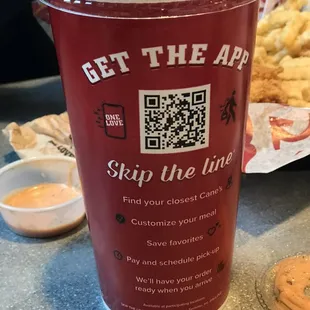 GET THE APP
ONE
LOVE
Skip the line
Find your closest Cane's
Customize your meal
Save favorites
Pay and schedule pick-up
We'll have your order
ready when you arrive